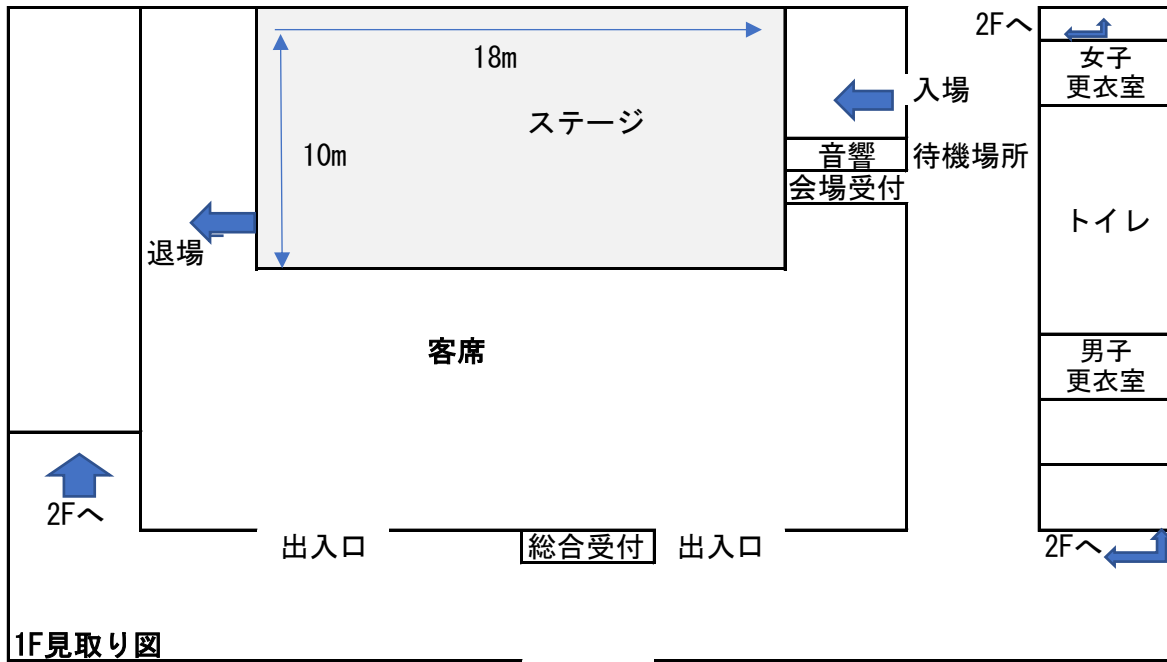 2Fへ
女子
更衣室
18m
入場
ステージ
10m
音響
待機場所
会場受付
トイレ
退場
客席
男子
更衣室
2Fへ
出入口
総合受付
出入口
2Fへ
1F見取り図